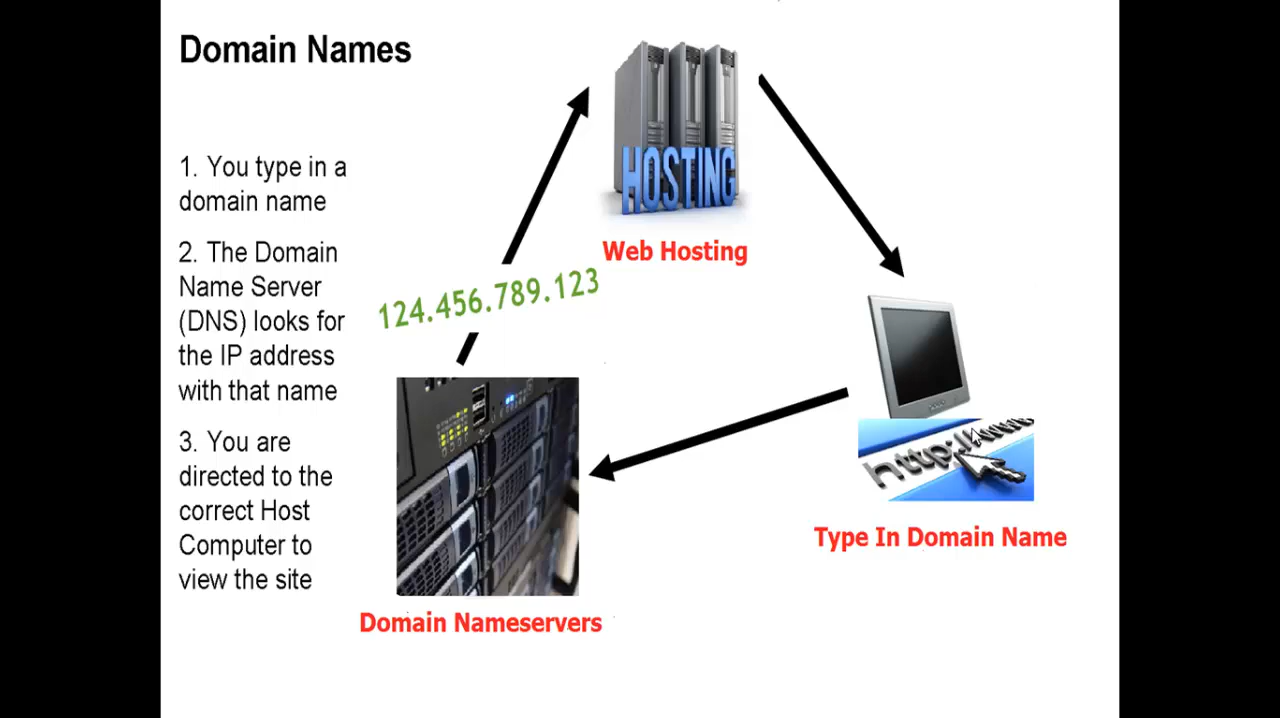 Domain Names
1. You type in a
domain name
2. The Domain
Name Server
(DNS) looks for
the IP address
with that name
3. You are
directed to the
correct Host
Computer to
view the site
HOSTING
Web Hosting
124.456.789.123
http://www
Type In Domain Name
Domain Nameservers